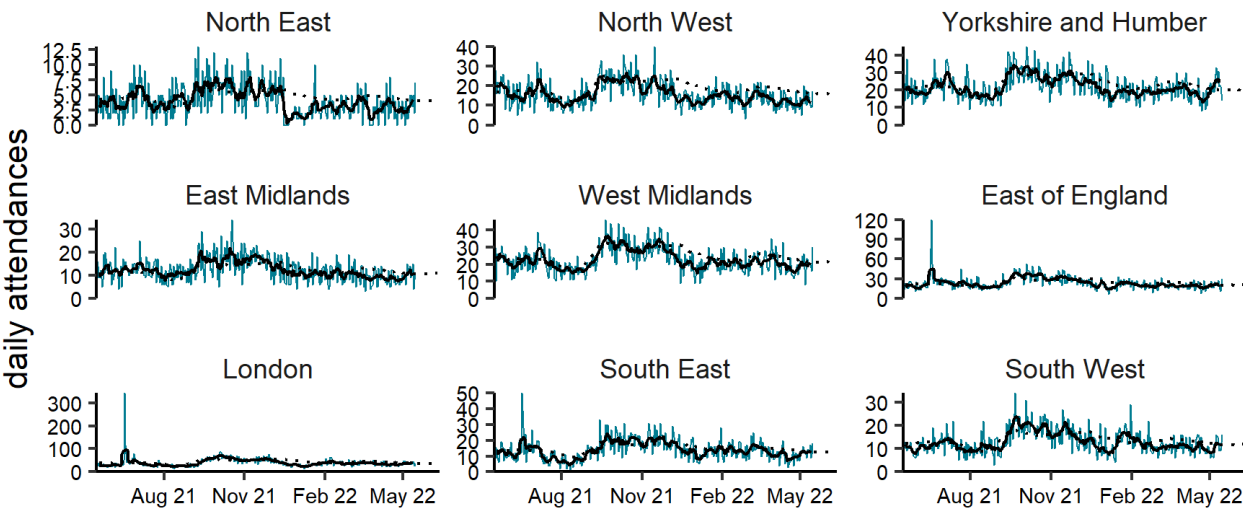 North East North West Yorkshire and Humber
12.5 40 40
10.0 30 30
7.5 20 20
5.0 10 10
2.5 0 0
0.0
daily attendances
East Midlands West Midlands East of England
30 40 120
20 30 90
10 20 60
0 10 30
0 0
London South East South West
300 50 30
200 40 20
100 30 10
0 20 0
10
0
Aug 21 Nov 21 Feb 22 May 22 Aug 21 Nov 21 Feb 22 May 22 Aug 21 Nov 21 Feb 22 May 22